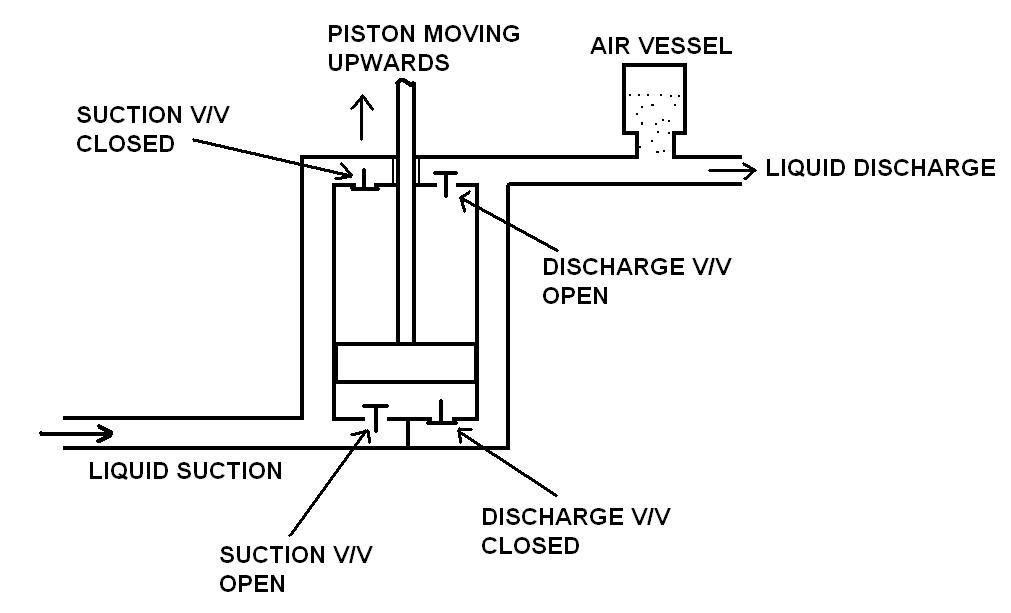 PISTON MOVING
UPWARDS
AIR VESSEL
SUCTION V/V
CLOSED
LIQUID DISCHARGE
DISCHARGE V/V
OPEN
LIQUID SUCTION
DISCHARGE V/V
CLOSED
SUCTION V/V
OPEN